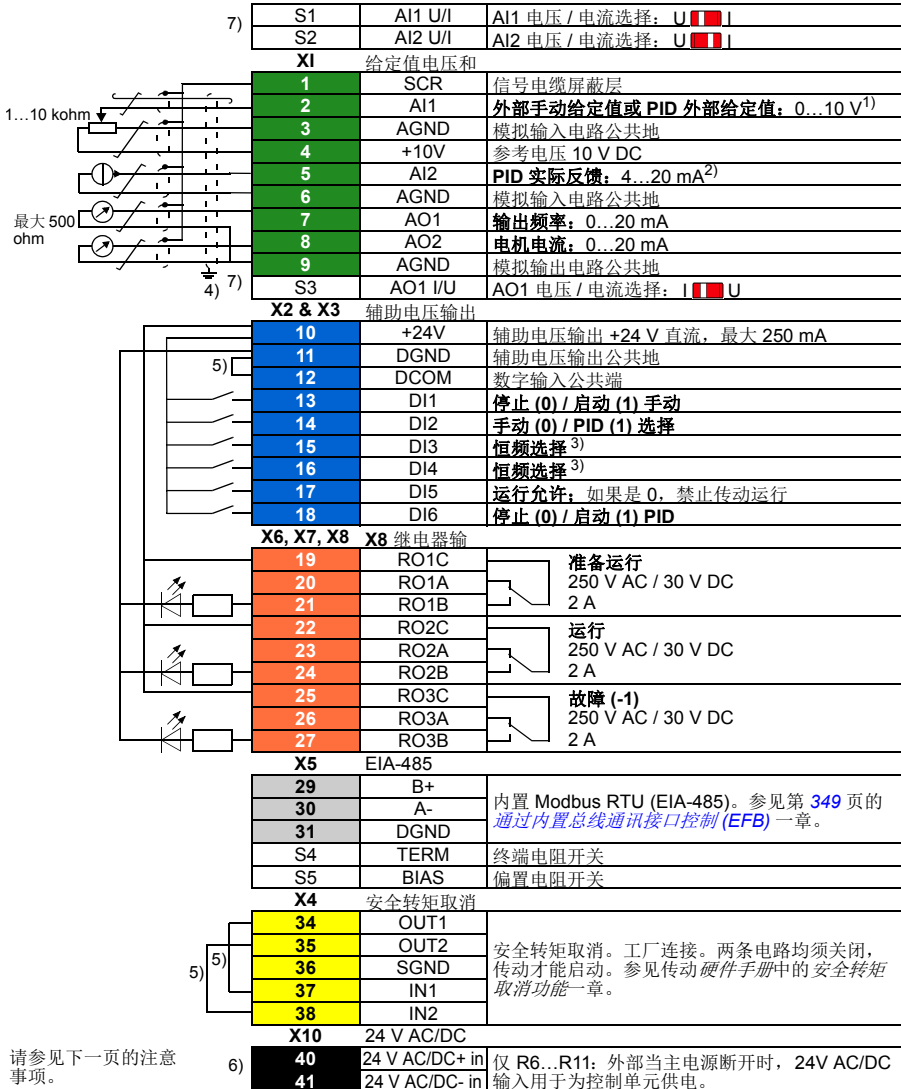 7) S1 AI1 U/I AI1 电压 / 电流选择： U I
S2 AI2 U/I AI2 电压 / 电流选择： U I
XI 给定值电压和
1 SCR 信号电缆屏蔽层
1…10 kohm 2 AI1 外部手动给定值或 PID 外部给定值：0…10 V1)
3 AGND 模拟输入电路公共地
4 +10V 参考电压 10 V DC
5 AI2 PID 实际反馈：4…20 mA2)
6 AGND 模拟输入电路公共地
最大 500
ohm
7 AO1 输出频率：0…20 mA
8 AO2 电机电流：0…20 mA
9 AGND 模拟输出电路公共地
4) 7) S3 AO1 I/U AO1 电压 / 电流选择： I U
X2 & X3 辅助电压输出
10 +24V 辅助电压输出 +24 V 直流，最大 250 mA
11 DGND 辅助电压输出公共地
5)
12 DCOM 数字输入公共端
13 DI1 停止 (0) / 启动 (1) 手动
14 DI2 手动 (0) / PID (1) 选择
15 DI3 恒频选择 3)
16 DI4 恒频选择 3)
17 DI5 运行允许；如果是 0，禁止传动运行
18 DI6 停止 (0) / 启动 (1) PID
X6, X7, X8 X8 继电器输
19 RO1C 准备运行
20 RO1A 250 V AC / 30 V DC
21 RO1B 2 A
22 RO2C 运行
23 RO2A 250 V AC / 30 V DC
24 RO2B 2 A
25 RO3C 故障 (-1)
26 RO3A 250 V AC / 30 V DC
27 RO3B 2 A
X5 EIA-485
29 B+
30 A-
31 DGND
内置 Modbus RTU (EIA-485)。参见第 349 页的
通过内置总线通讯接口控制 (EFB) 一章。
S4 TERM 终端电阻开关
S5 BIAS 偏置电阻开关
X4 安全转矩取消
34 OUT1
35 OUT2
36 SGND
37 IN1
38 IN2
5) 5)
安全转矩取消。工厂连接。两条电路均须关闭，
传动才能启动。参见传动硬件手册中的安全转矩
取消功能一章。
X10 24 V AC/DC
请参见下一页的注意
事项。
6) 40 24 V AC/DC+ in 仅 R6…R11：外部当主电源断开时，24V AC/DC
41 24 V AC/DC- in 输入用于为控制单元供电。